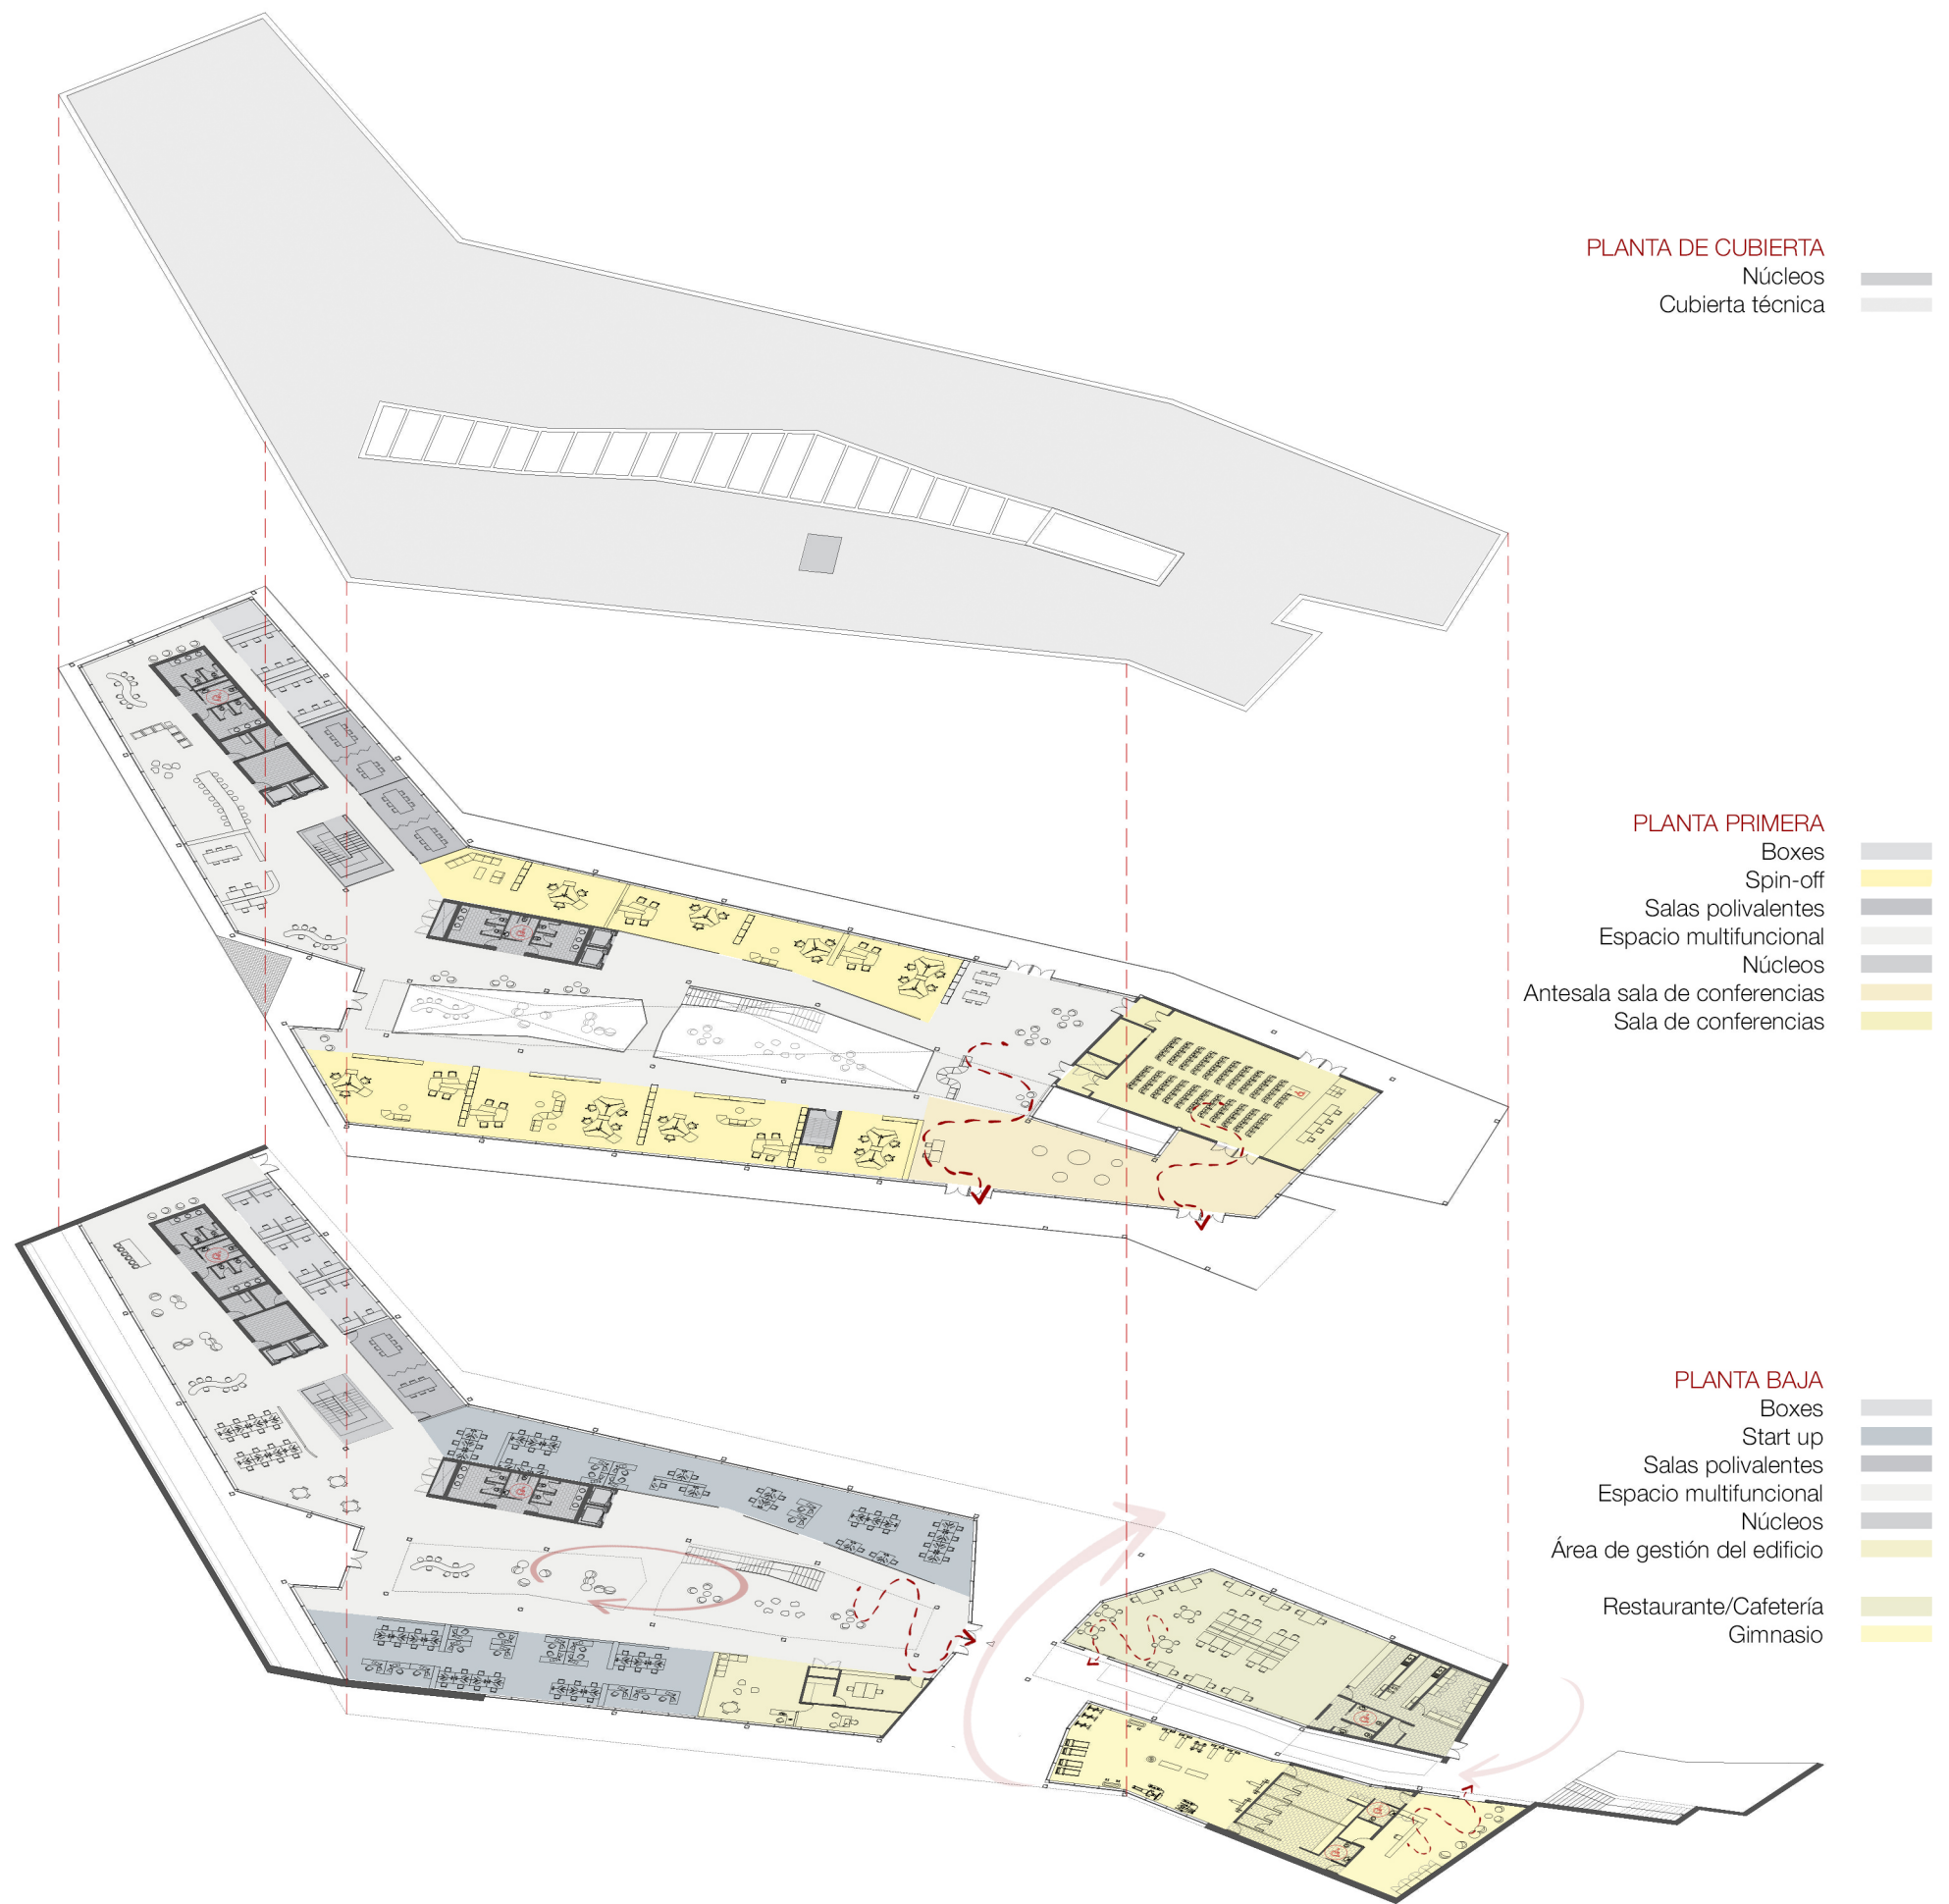 PLANTA DE CUBIERTA
Núcleos
Cubierta técnica
PLANTA PRIMERA
Boxes
Spin-off
Salas polivalentes
Espacio multifuncional
Núcleos
Antesala sala de conferencias
Sala de conferencias
PLANTA BAJA
Boxes
Start up
Salas polivalentes
Espacio multifuncional
Núcleos
Área de gestión del edificio
Restaurante/Cafetería
Gimnasio